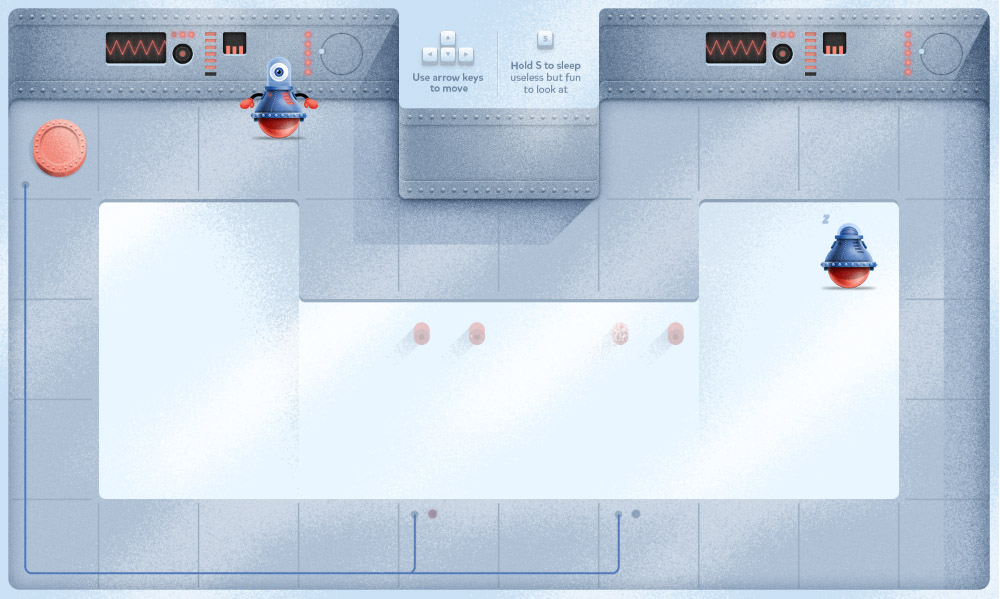 Use arrow keys
to move
S
Hold S to sleep
useless but fun
to look at
z